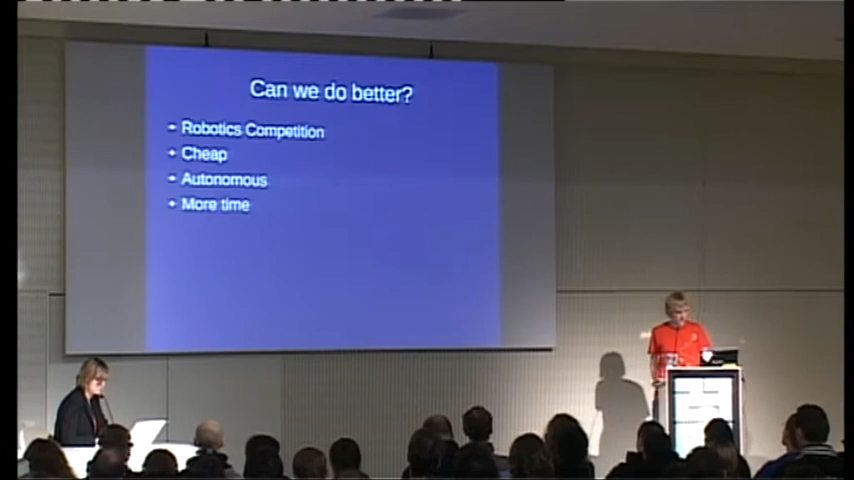 Can we do better?
Robotics Competition
Cheap
Autonomous
More time